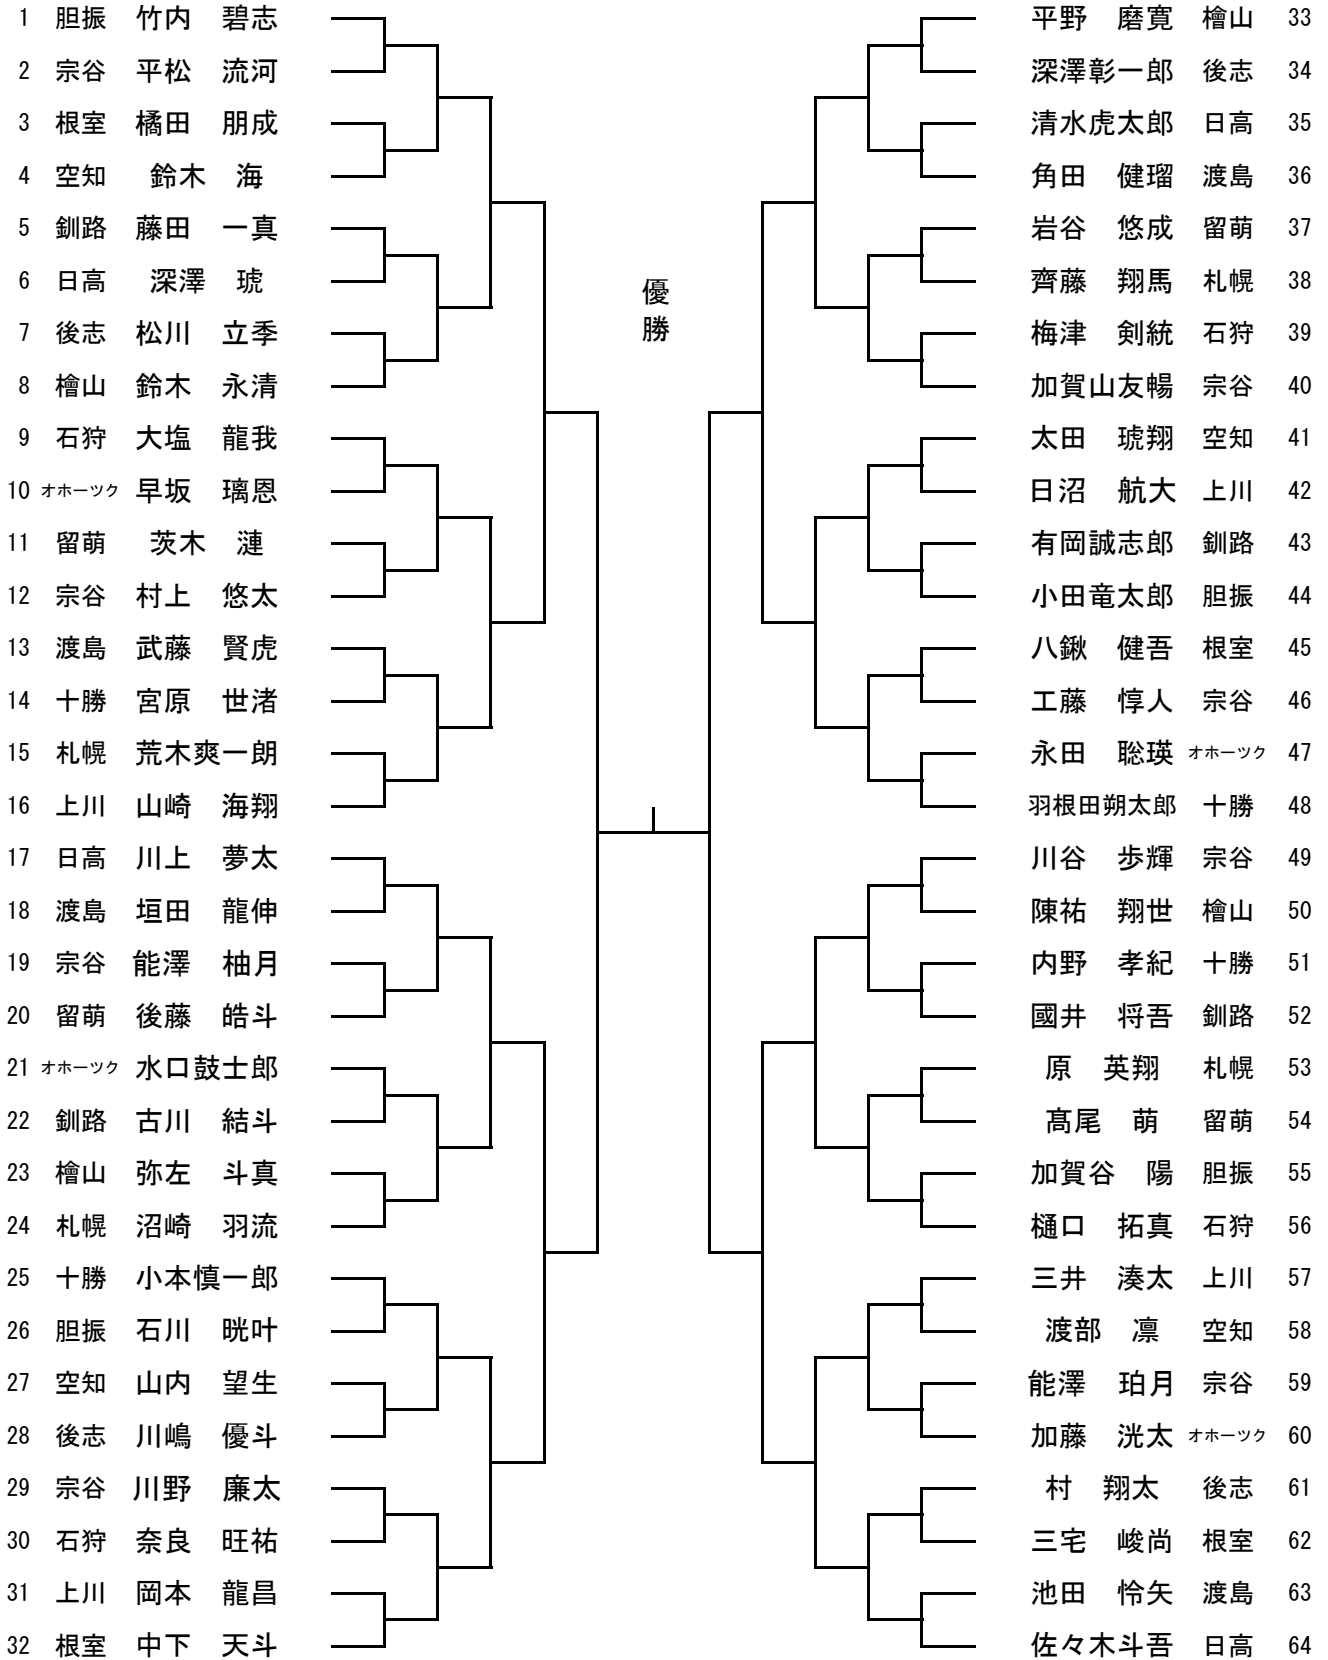 1 胆振 竹内 碧志
2 宗谷 平松 流河
3 根室 橘田 朋成
4 空知 鈴木 海
5 釧路 藤田 一真
6 日高 深澤 琥
7 後志 松川 立季
8 檜山 鈴木 永清
9 石狩 大塩 龍我
10 オホーツク 早坂 璃恩
11 留萌 茨木 漣
12 宗谷 村上 悠太
13 渡島 武藤 賢虎
14 十勝 宮原 世渚
15 札幌 荒木爽一朗
16 上川 山崎 海翔
17 日高 川上 夢太
18 渡島 垣田 龍伸
19 宗谷 能澤 柚月
20 留萌 後藤 皓斗
21 オホーツク 水口鼓士郎
22 釧路 古川 結斗
23 檜山 弥左 斗真
24 札幌 沼崎 羽流
25 十勝 小本慎一郎
26 胆振 石川 晄叶
27 空知 山内 望生
28 後志 川嶋 優斗
29 宗谷 川野 廉太
30 石狩 奈良 旺祐
31 上川 岡本 龍昌
32 根室 中下 天斗
優
勝
平野 磨寛 檜山 33
深澤彰一郎 後志 34
清水虎太郎 日高 35
角田 健瑠 渡島 36
岩谷 悠成 留萌 37
齊藤 翔馬 札幌 38
梅津 剣統 石狩 39
加賀山友暢 宗谷 40
太田 琥翔 空知 41
日沼 航大 上川 42
有岡誠志郎 釧路 43
小田竜太郎 胆振 44
八鍬 健吾 根室 45
工藤 惇人 宗谷 46
永田 聡瑛 オホーツク 47
羽根田朔太郎 十勝 48
川谷 歩輝 宗谷 49
陳祐 翔世 檜山 50
内野 孝紀 十勝 51
國井 将吾 釧路 52
原 英翔 札幌 53
髙尾 萌 留萌 54
加賀谷 陽 胆振 55
樋口 拓真 石狩 56
三井 湊太 上川 57
渡部 凛 空知 58
能澤 珀月 宗谷 59
加藤 洸太 オホーツク 60
村 翔太 後志 61
三宅 峻尚 根室 62
池田 怜矢 渡島 63
佐々木斗吾 日高 64